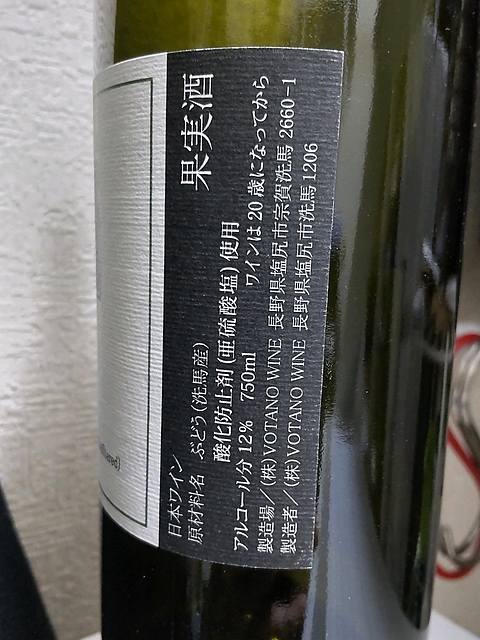 果実酒
日本ワイン
原材料名 ぶどう(洗馬産)
酸化防止剤(亜硫酸塩)使用
アルコール分12% 750ml ワインは20歳になってから
製造場/(株)VOTANO WINE 長野県塩尻市宗賀洗馬 2660-1
製造者/(株)VOTANO WINE 長野県塩尻市洗馬 1206